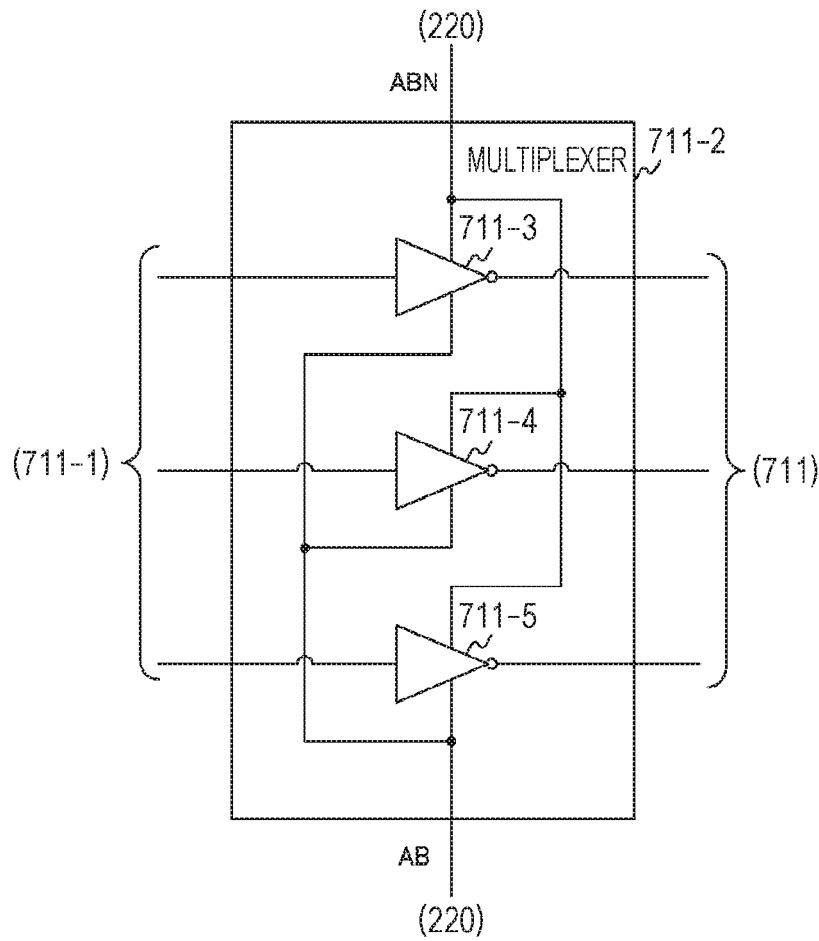 (220)
ABN
MULTIPLEXER
711-2
711-3
711-4
(711-1)
(711)
711-5
AB
(220)